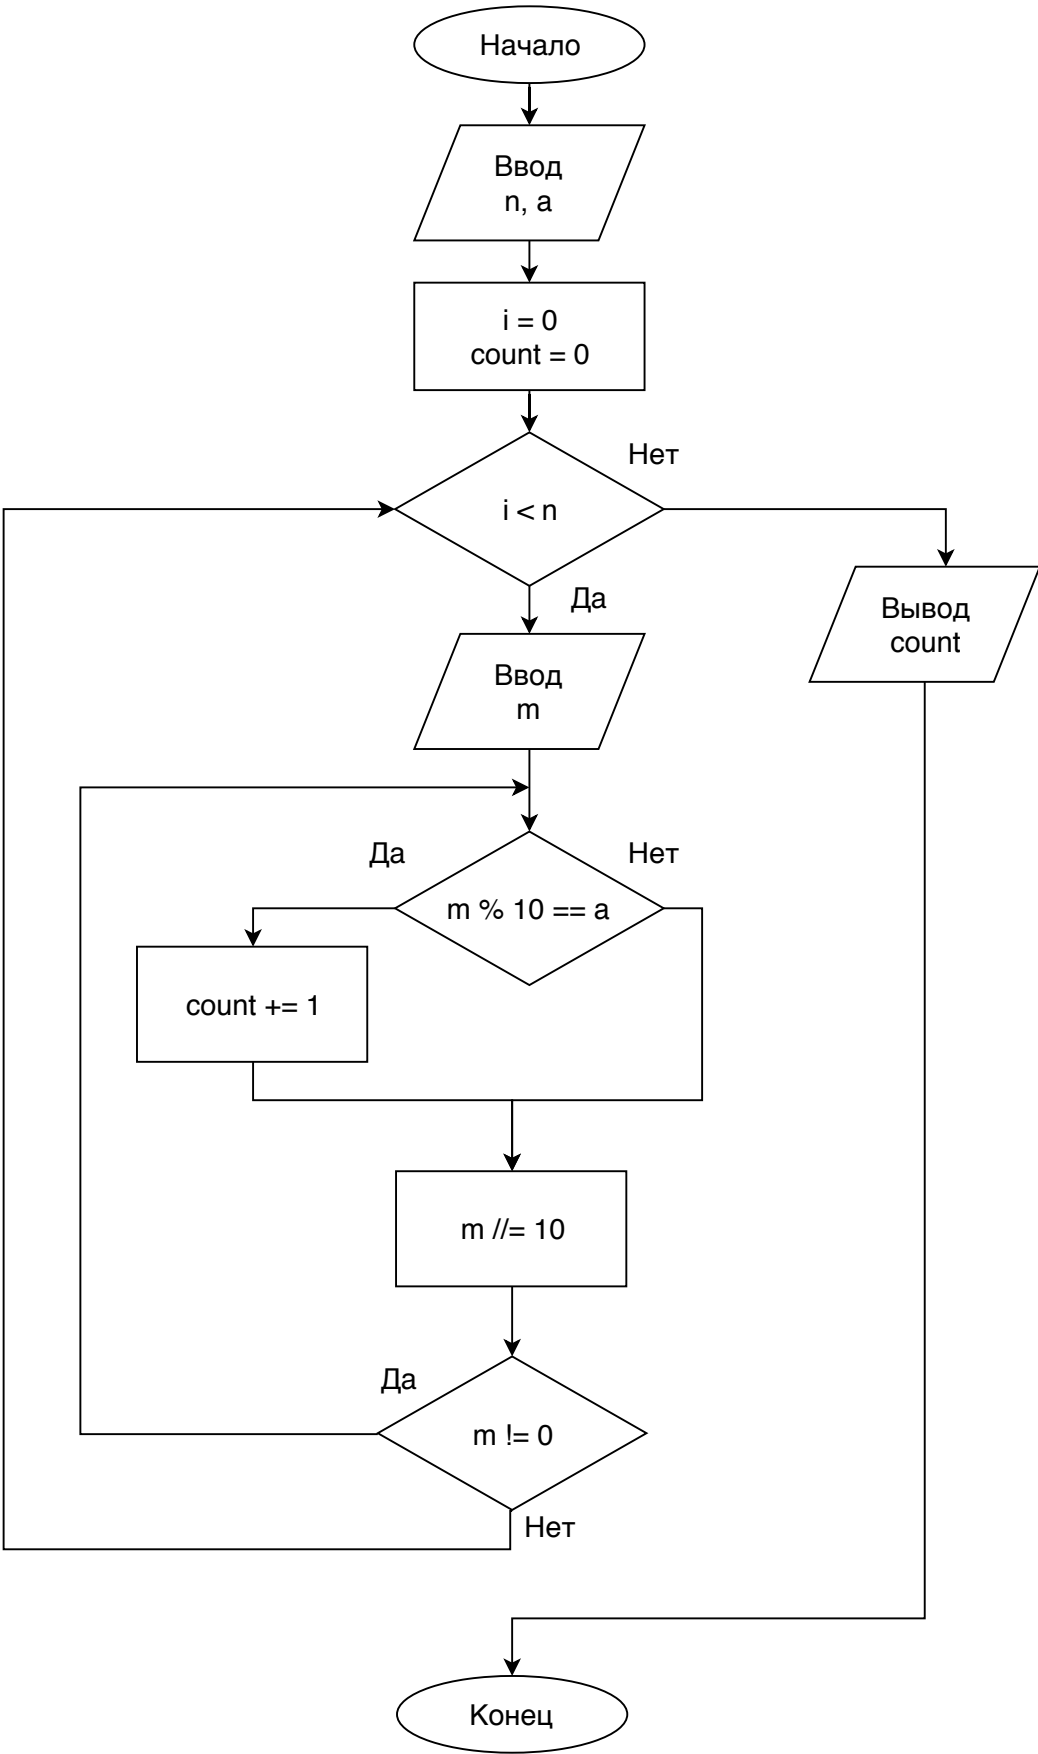 Начало
Ввод
n, a
i = 0
count = 0
Нет
i < n
Да
Вывод
count
Ввод
m
Да
Нет
m % 10 == a
count += 1
m //= 10
Да
m != 0
Нет
Конец